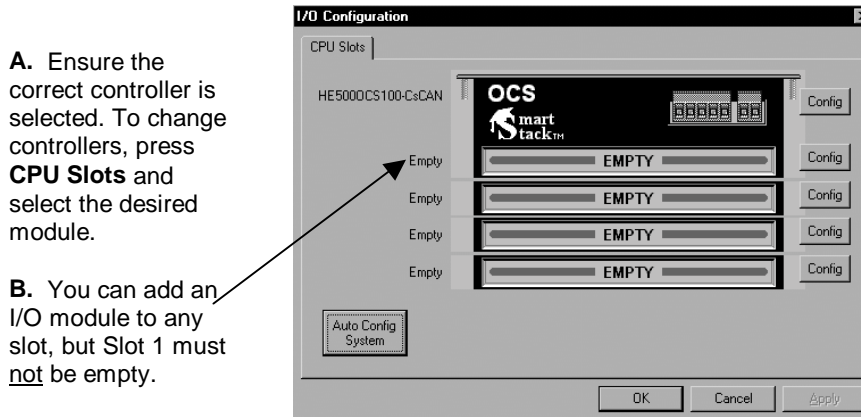 A. Ensure the
correct controller is
selected. To change
controllers, press
CPU Slots and
select the desired
module.
B. You can add an
I/O module to any
slot, but Slot 1 must
not be empty.
I/O Configuration
CPU Slots
HE500OCS100-CsCAN
OCS
Smart
Stack™
Config
Empty
EMPTY
Config
Empty
EMPTY
Config
Empty
EMPTY
Config
Empty
EMPTY
Config
Auto Config
System
OK
Cancel
Apply